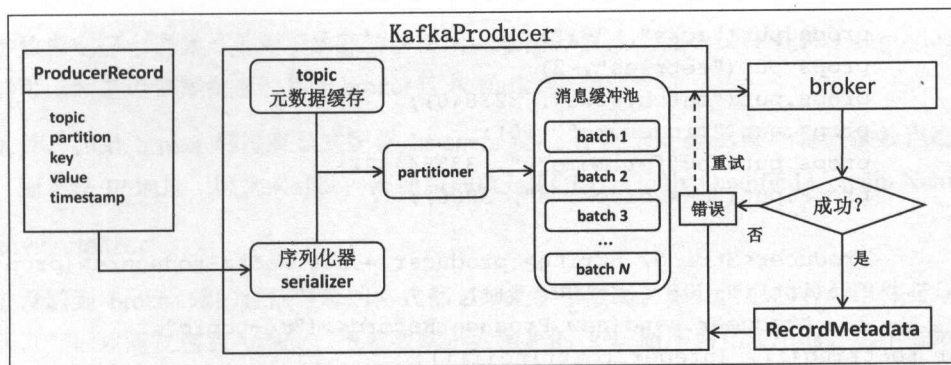 KafkaProducer
ProducerRecord
topic
partition
key
value
timestamp
topic
元数据缓存
序列化器
serializer
partitioner
消息缓冲池
batch 1
batch 2
batch 3
...
batch N
重试
错误
broker
成功?
否
是
RecordMetadata